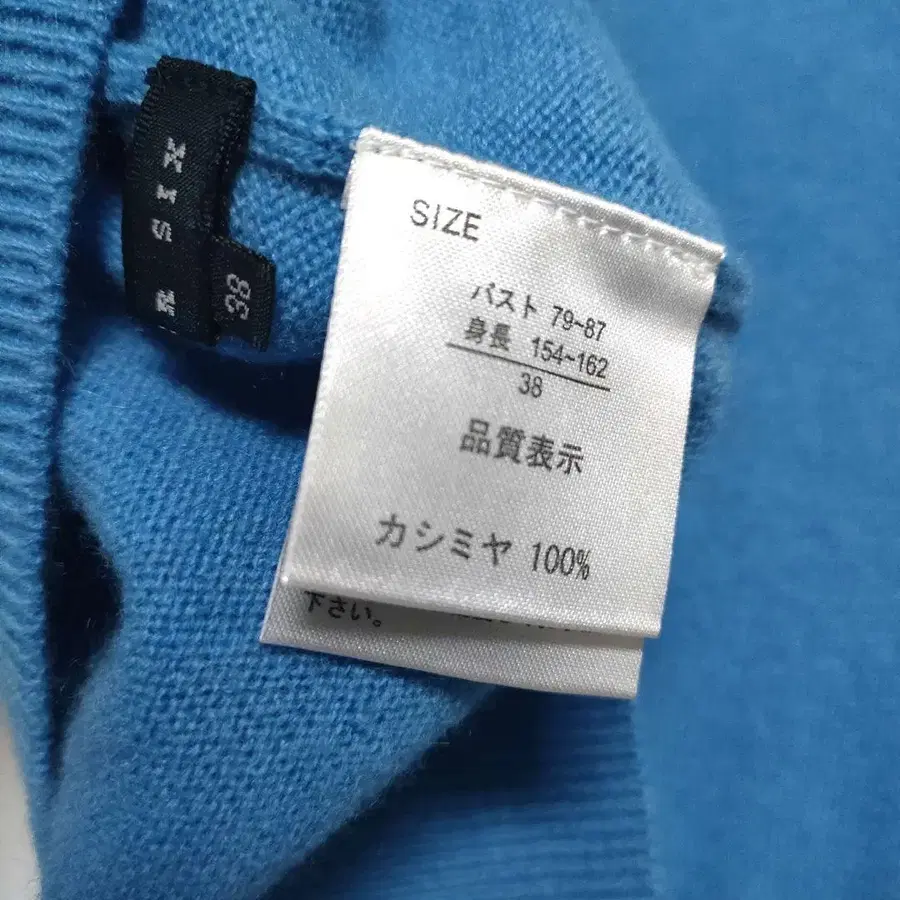 SIX
38
SIZE
バスト 79~87
身長 154~162
38
品質表示
カシミヤ 100%
下さい。